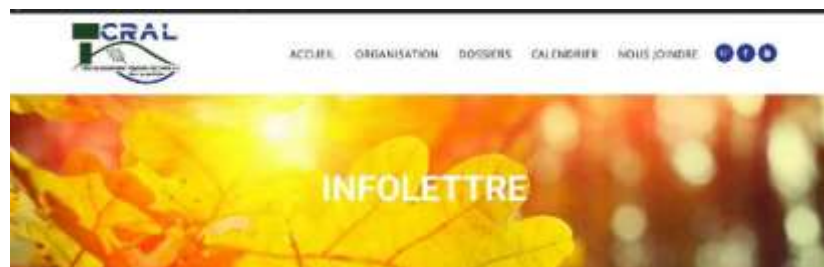 CRAL
ACCUEIL ORGANISATION DOSSIERS CALENDRIER NOUS JOINDRE
INFOLETTRE